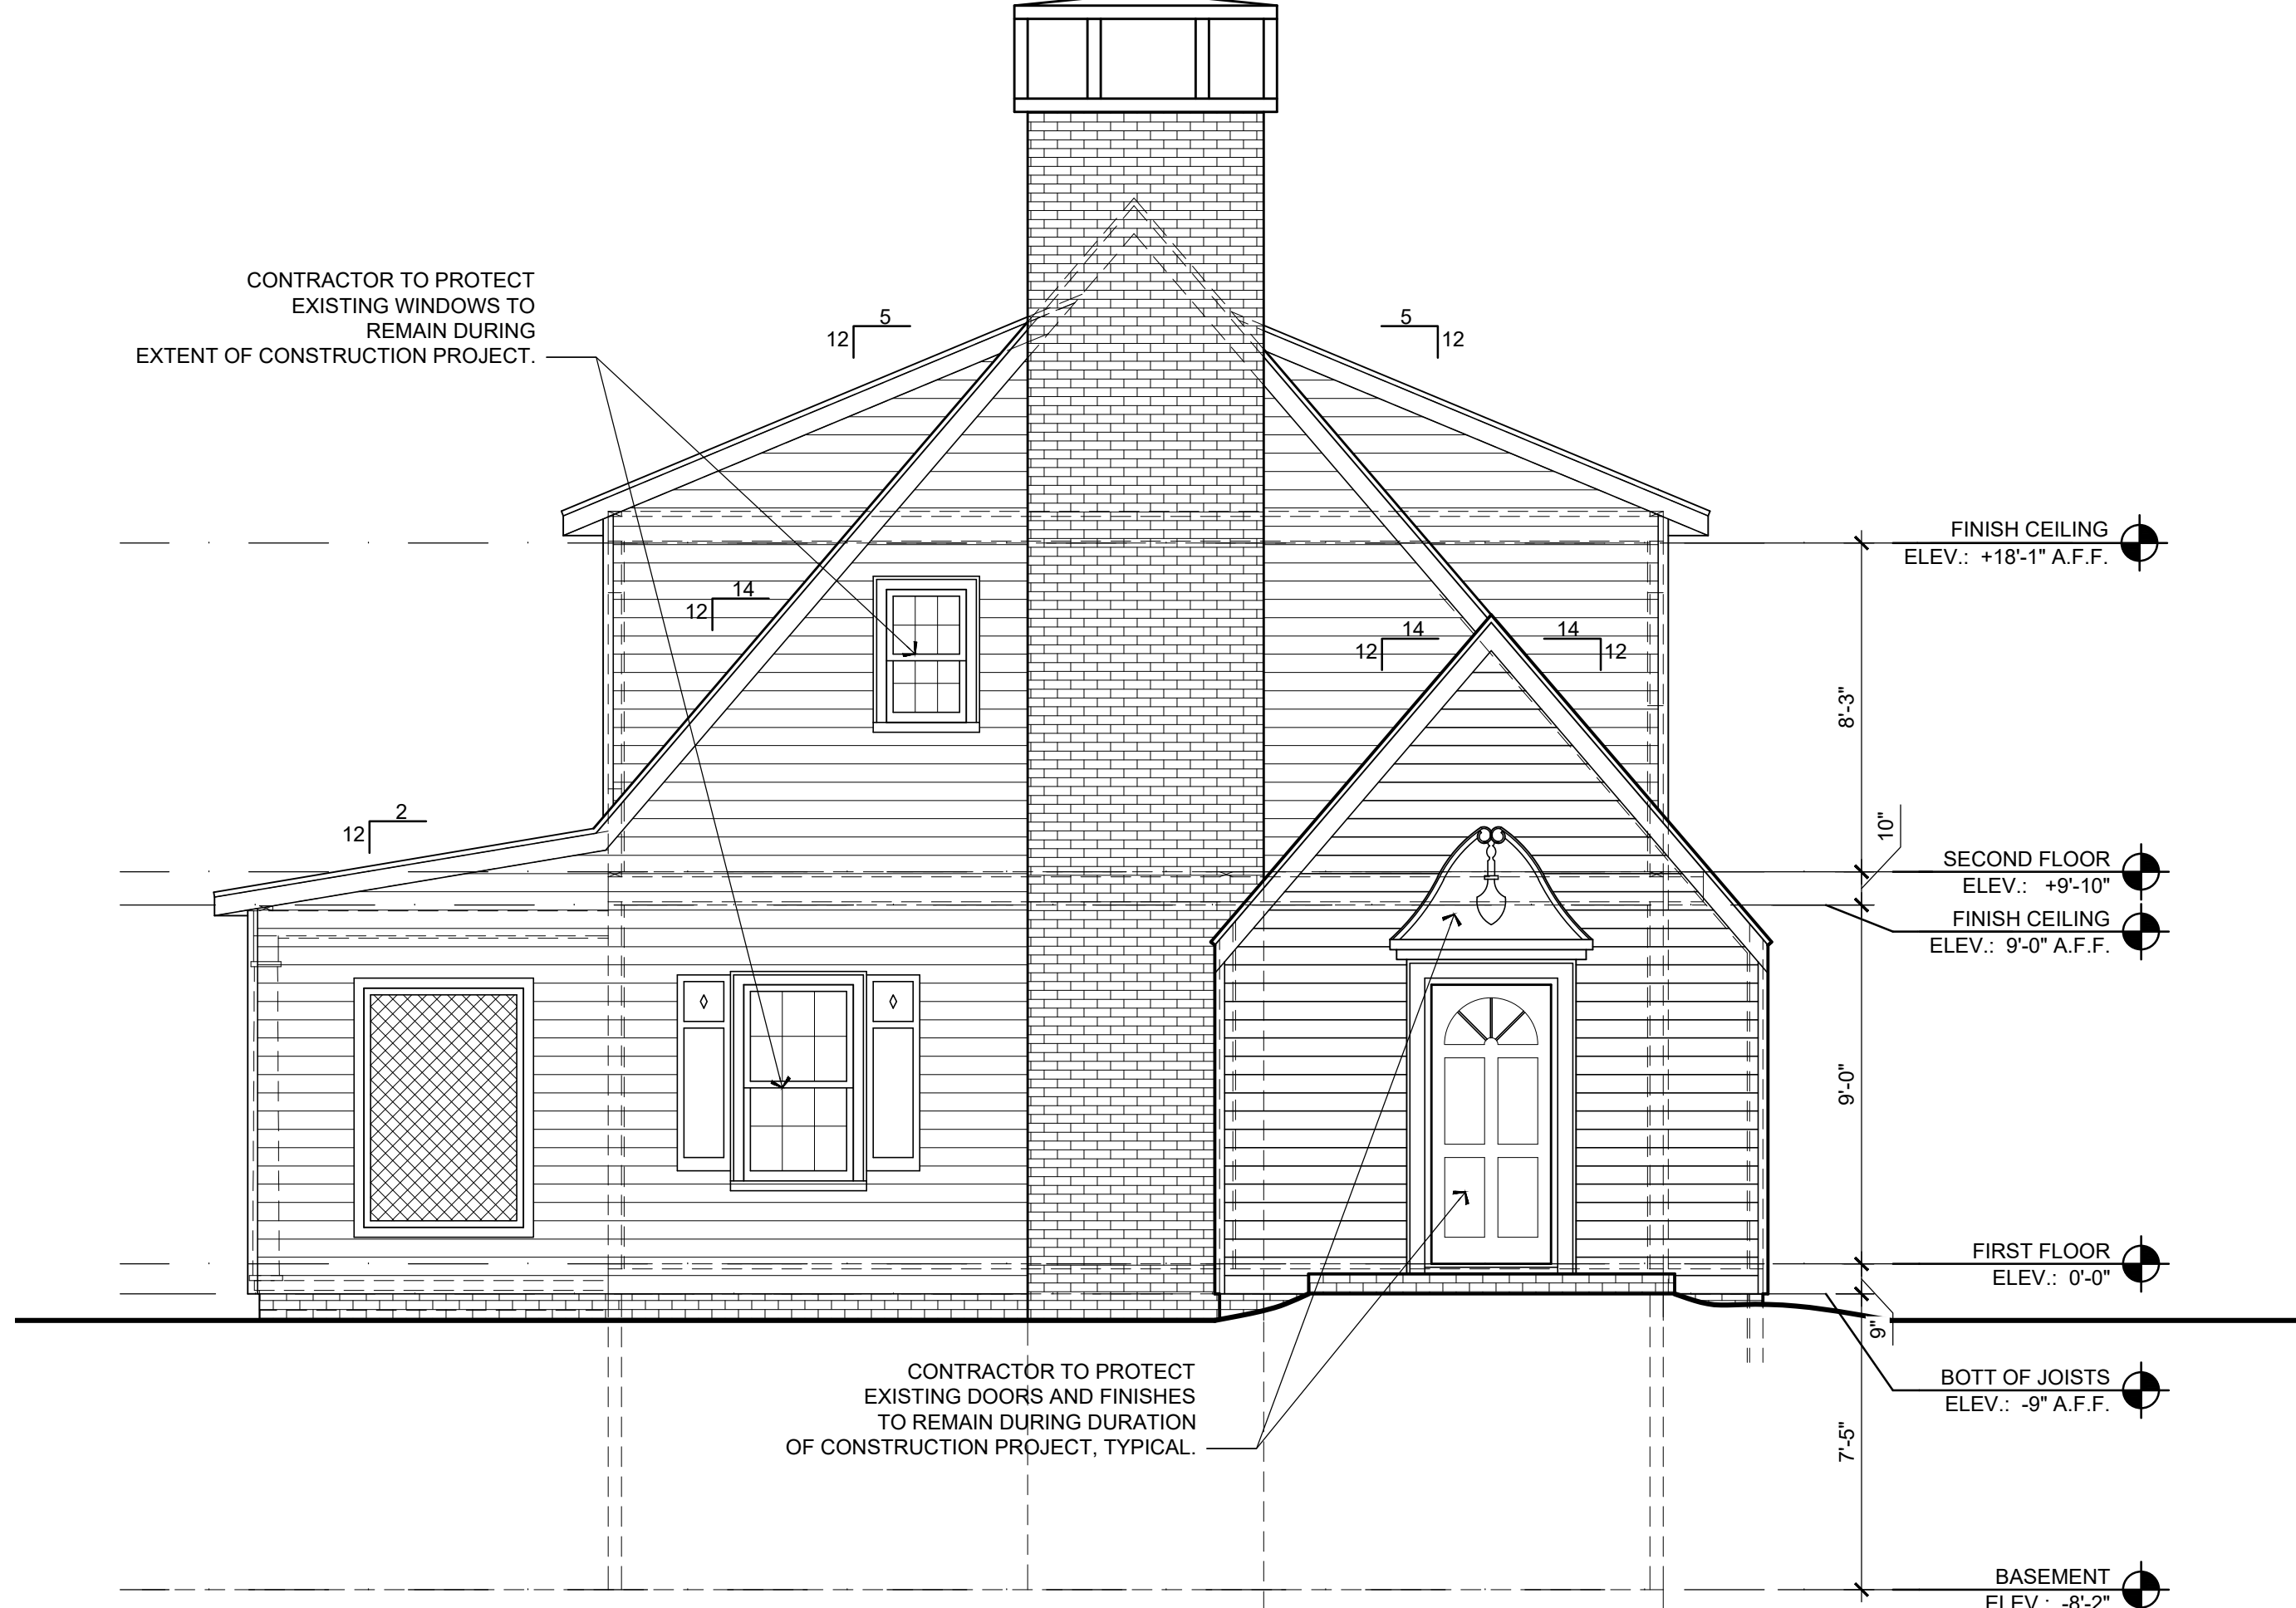 CONTRACTOR TO PROTECT
EXISTING WINDOWS TO
REMAIN DURING
EXTENT OF CONSTRUCTION PROJECT.
5
12
5
12
14
12
14
12
14
12
2
12
FINISH CEILING
ELEV.: +18'-1" A.F.F.
8'-3"
10"
SECOND FLOOR
ELEV.: +9'-10"
FINISH CEILING
ELEV.: 9'-0" A.F.F.
9'-0"
FIRST FLOOR
ELEV.: 0'-0"
9"
BOTT OF JOISTS
ELEV.: -9" A.F.F.
7'-5"
CONTRACTOR TO PROTECT
EXISTING DOORS AND FINISHES
TO REMAIN DURING DURATION
OF CONSTRUCTION PROJECT, TYPICAL.
BASEMENT
ELEV.: -8'-2"